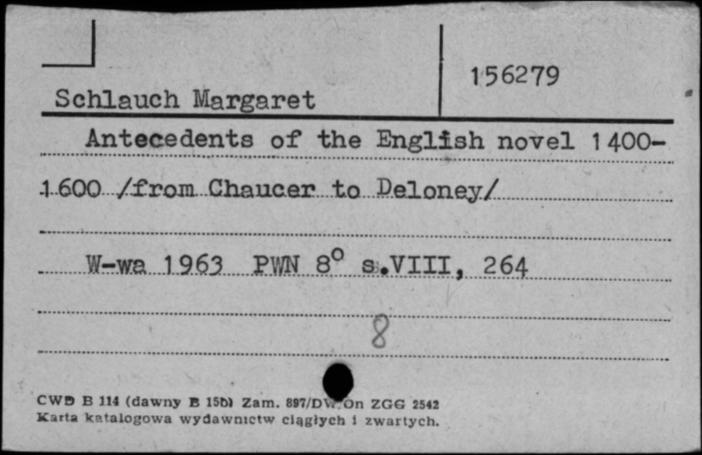 156279
Schlauch Margaret
Antecedents of the English novel 1400-
1600 /from Chaucer to Deloney/
W-wa 1963 PWN 8° s.VIII, 264
8
CWD B 114 (dawny B 15b) Zam. 897/DW/On ZGG 2542
Karta katalogowa wydawnictw ciągłych i zwartych.